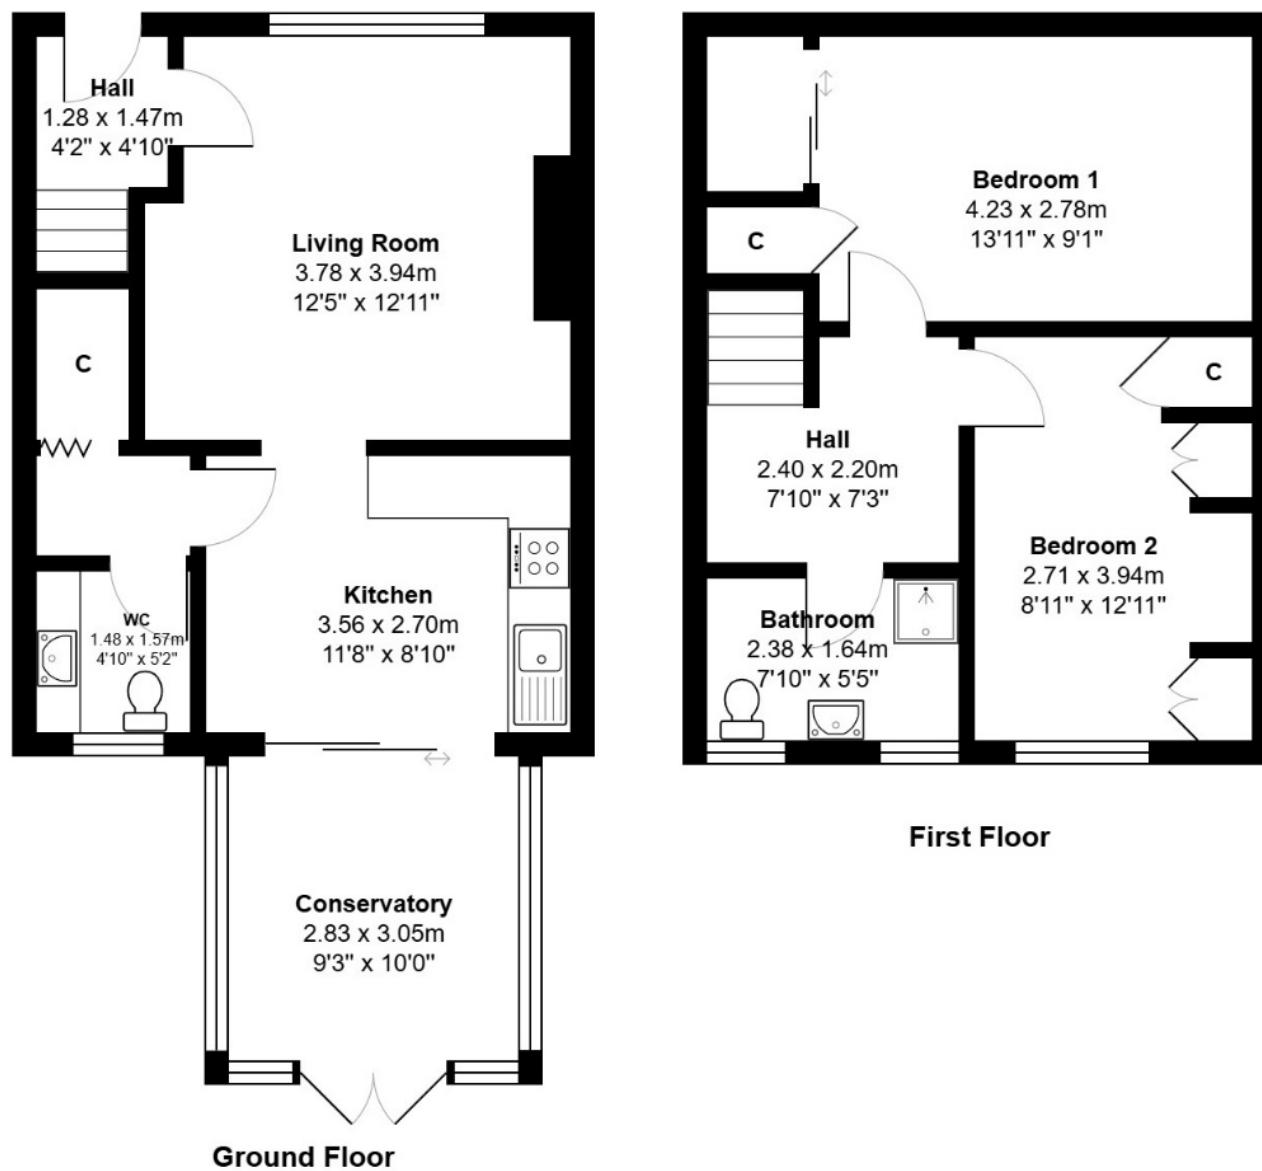 Hall
1.28 x 1.47m
4'2" x 4'10"
Living Room
3.78 x 3.94m
12'5" x 12'11"
C
Kitchen
3.56 x 2.70m
11'8" x 8'10"
WC
1.48 x 1.57m
4'10" x 5'2"
Conservatory
2.83 x 3.05m
9'3" x 10'0"
Ground Floor
Bedroom 1
4.23 x 2.78m
13'11" x 9'1"
C
C
Hall
2.40 x 2.20m
7'10" x 7'3"
Bedroom 2
2.71 x 3.94m
8'11" x 12'11"
Bathroom
2.38 x 1.64m
7'10" x 5'5"
First Floor